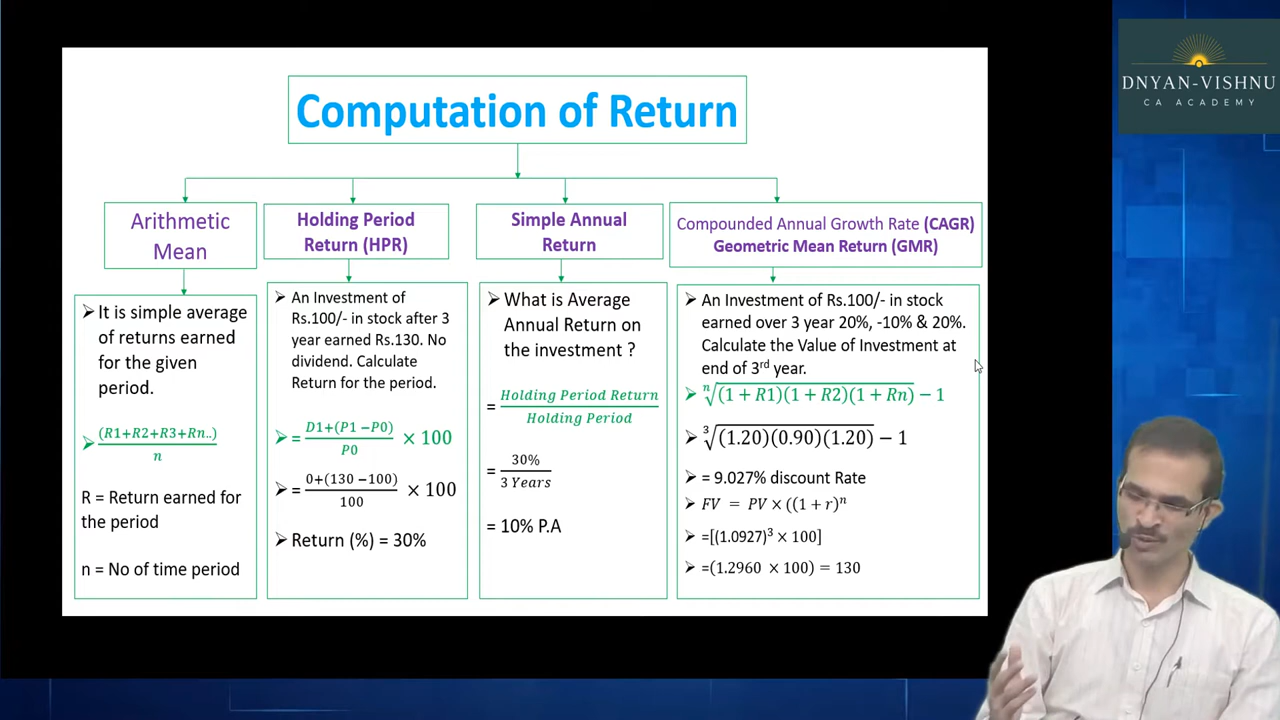 Computation of Return
DNYAN-VISHNU
CA ACADEMY
Arithmetic
Mean
➢ It is simple average
of returns earned
for the given
period.
➢ (R1+R2+R3+Rn..)
n
R = Return earned for
the period
n = No of time period
Holding Period
Return (HPR)
➢ An Investment of
Rs.100/- in stock after 3
year earned Rs.130. No
dividend. Calculate
Return for the period.
➢ = D1+(P1 −P0) × 100
P0
➢ = 0+(130 −100) × 100
100
➢ Return (%) = 30%
Simple Annual
Return
➢ What is Average
Annual Return on
the investment ?
= Holding Period Return
Holding Period
= 30%
3 Years
= 10% P.A
Compounded Annual Growth Rate (CAGR)
Geometric Mean Return (GMR)
➢ An Investment of Rs.100/- in stock
earned over 3 year 20%, -10% & 20%.
Calculate the Value of Investment at
end of 3rd year.
➢ ⁿ√(1 + R1)(1 + R2)(1 + Rn) − 1
➢ ³√(1.20)(0.90)(1.20) − 1
➢ = 9.027% discount Rate
➢ FV = PV × ((1 + r)ⁿ
➢ =[(1.0927)³ × 100]
➢ =(1.2960 × 100) = 130